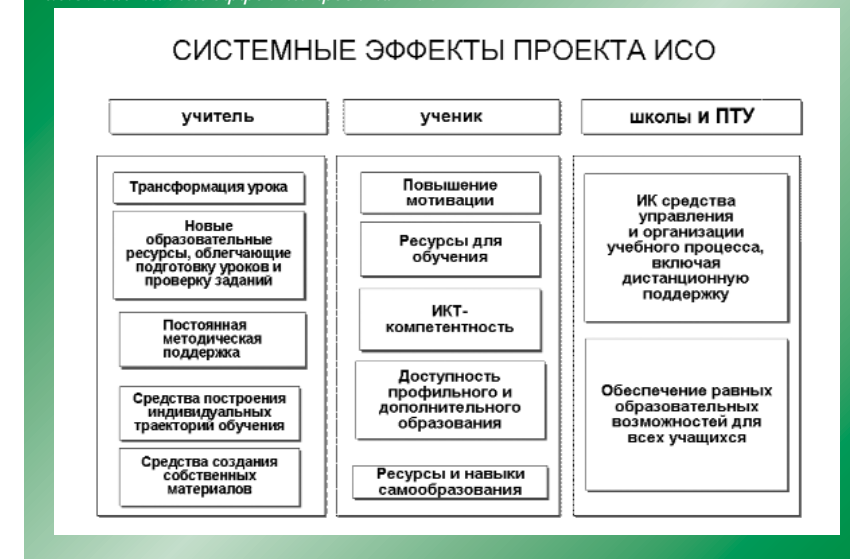 СИСТЕМНЫЕ ЭФФЕКТЫ ПРОЕКТА ИСО
учитель
Трансформация урока
Новые
образовательные
ресурсы, облегчающие
подготовку уроков и
проверку заданий
Постоянная
методическая
поддержка
Средства построения
индивидуальных
траекторий обучения
Средства создания
собственных
материалов
ученик
Повышение
мотивации
Ресурсы для
обучения
ИКТ-
компетентность
Доступность
профильного и
дополнительного
образования
Ресурсы и навыки
самообразования
школы и ПТУ
ИК средства
управления
и организации
учебного процесса,
включая
дистанционную
поддержку
Обеспечение равных
образовательных
возможностей для
всех учащихся